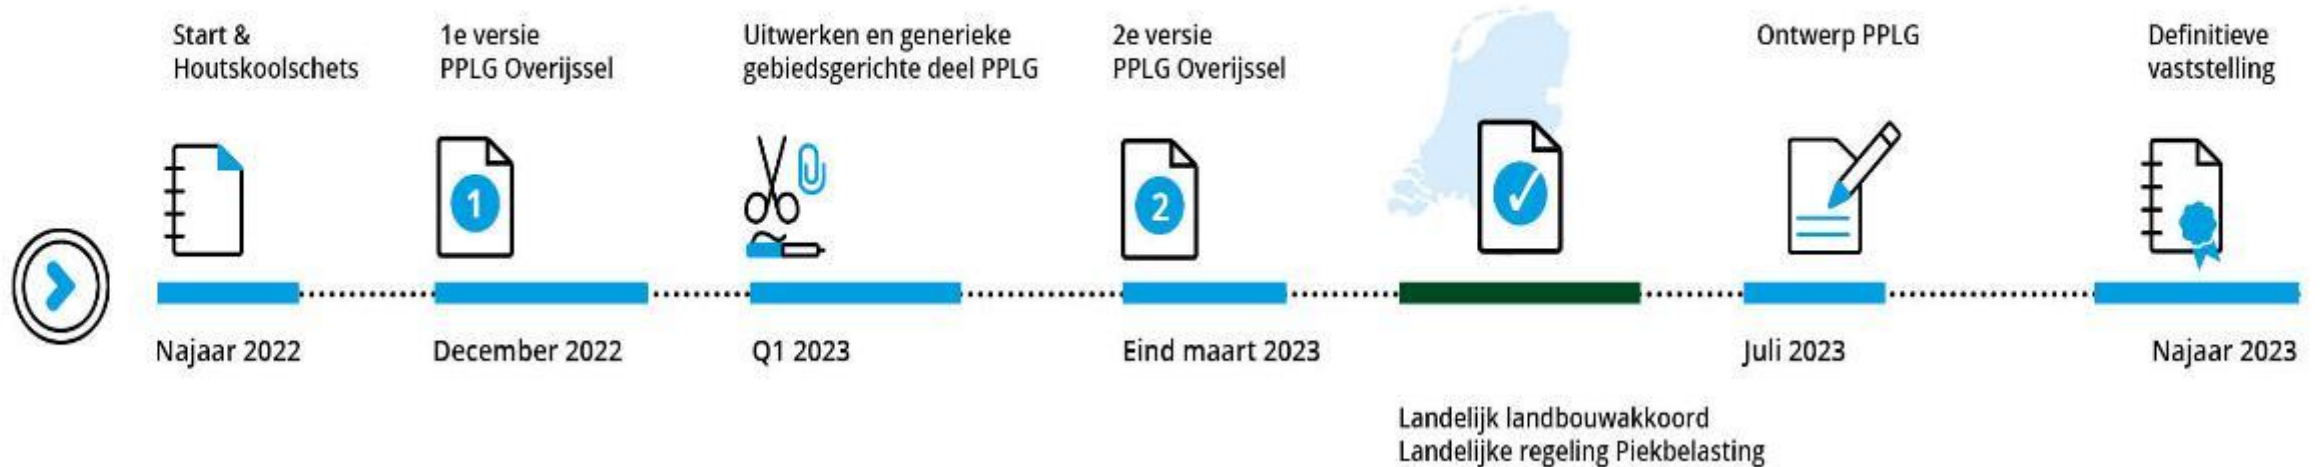 Start &
Houtskoolschets
1e versie
PPLG Overijssel
Uitwerken en generieke
gebiedsgerichte deel PPLG
2e versie
PPLG Overijssel
Ontwerp PPLG
Definitieve
vaststelling
1
2
Najaar 2022
December 2022
Q1 2023
Eind maart 2023
Juli 2023
Najaar 2023
Landelijk landbouwakkoord
Landelijke regeling Piekbelasting